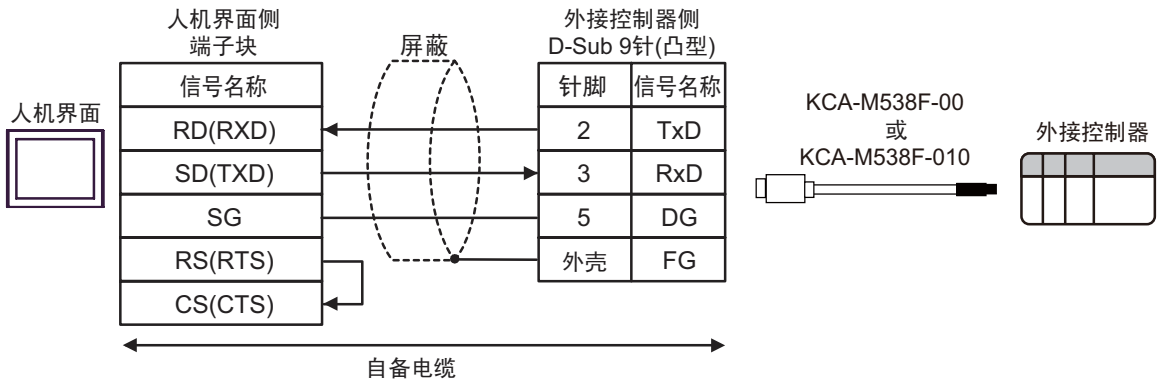 人机界面侧
端子块
外接控制器侧
D-Sub 9针(凸型)
屏蔽
信号名称
针脚 信号名称
人机界面
RD(RXD) 2 TxD
SD(TXD) 3 RxD
SG 5 DG
RS(RTS) 外壳 FG
CS(CTS)
KCA-M538F-00
或
KCA-M538F-010
外接控制器
自备电缆